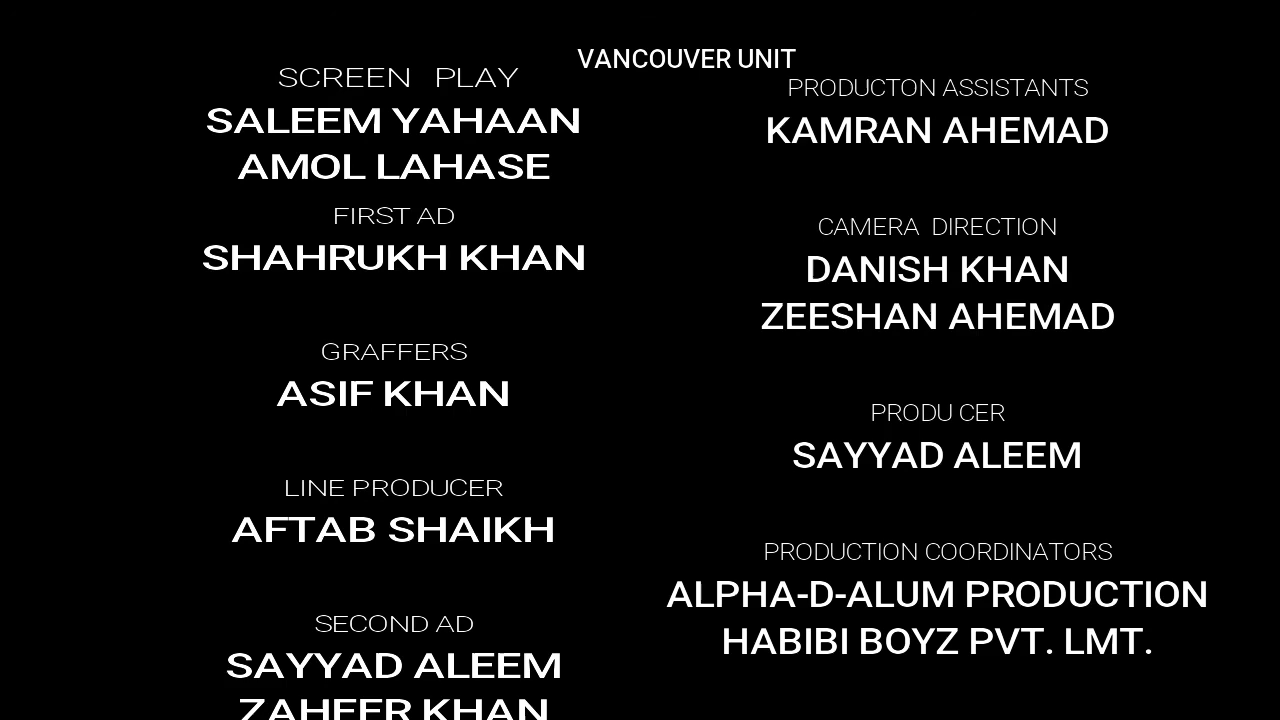 VANCOUVER UNIT
SCREEN PLAY
SALEEM YAHAAN
AMOL LAHASE
FIRST AD
SHAHRUKH KHAN
GRAFFERS
ASIF KHAN
LINE PRODUCER
AFTAB SHAIKH
SECOND AD
SAYYAD ALEEM
ZAHEER KHAN
PRODUCTON ASSISTANTS
KAMRAN AHEMAD
CAMERA DIRECTION
DANISH KHAN
ZEESHAN AHEMAD
PRODU CER
SAYYAD ALEEM
PRODUCTION COORDINATORS
ALPHA-D-ALUM PRODUCTION
HABIBI BOYZ PVT. LMT.